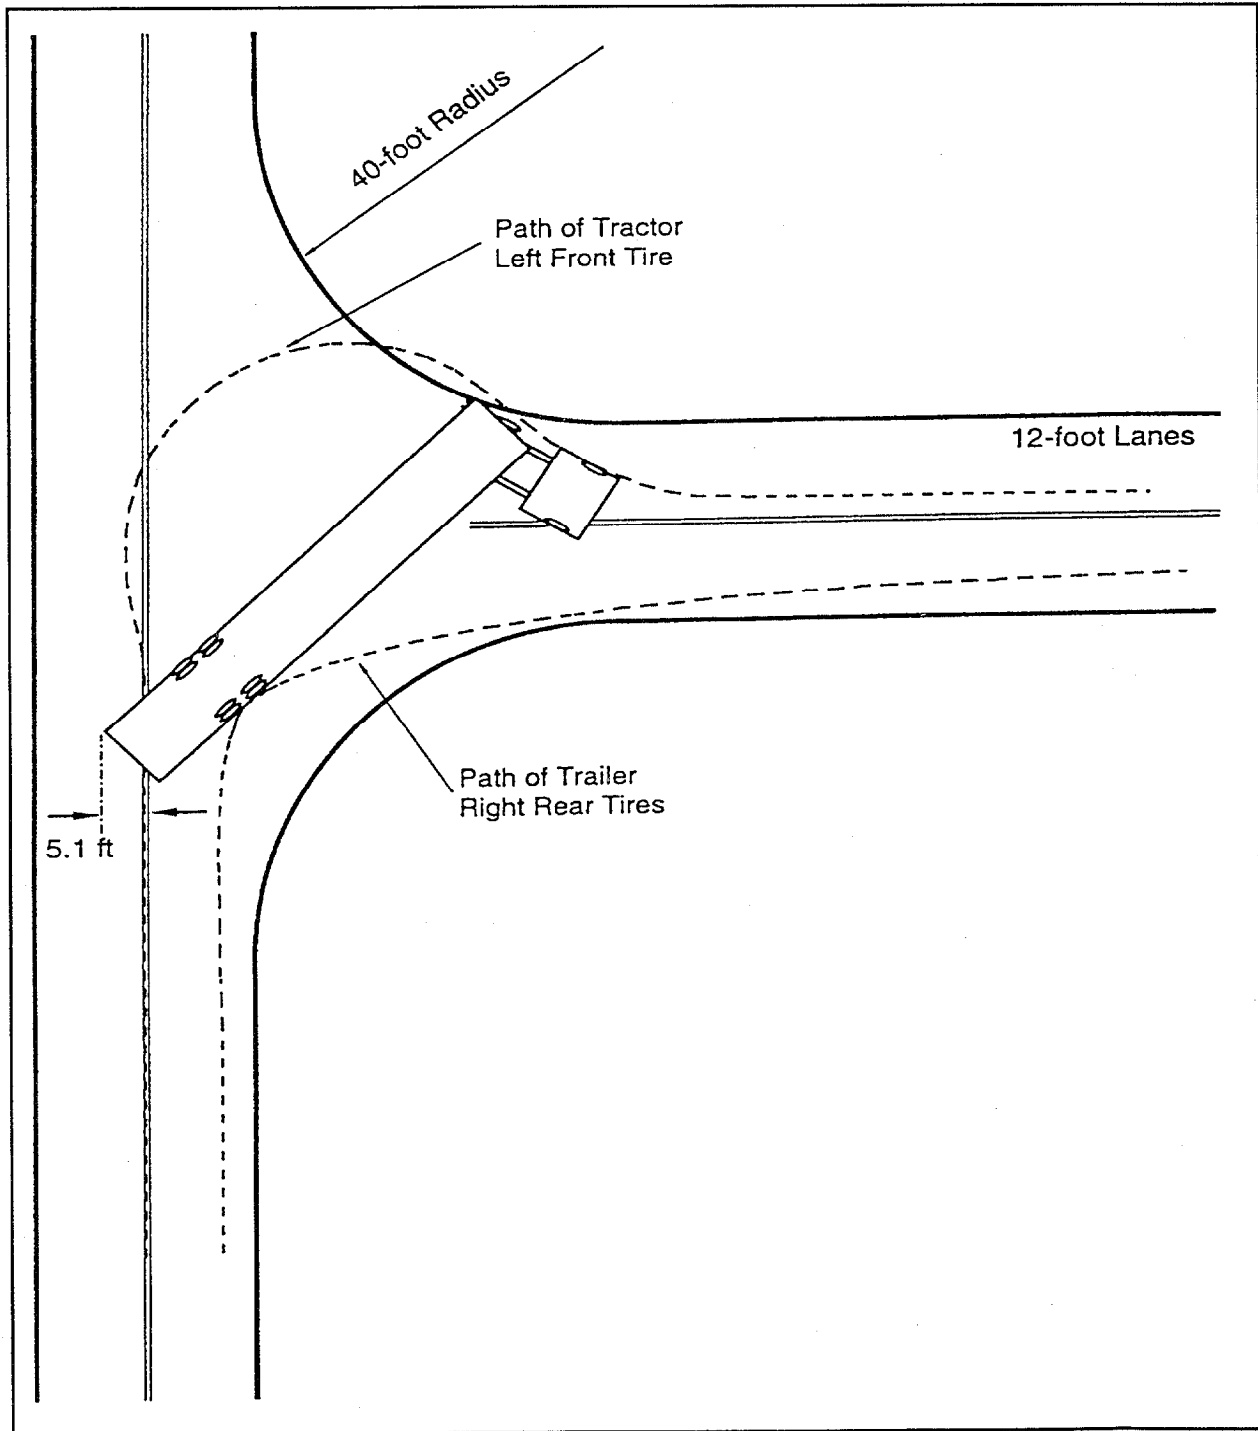 40-foot Radius
Path of Tractor
Left Front Tire
12-foot Lanes
Path of Trailer
Right Rear Tires
5.1 ft